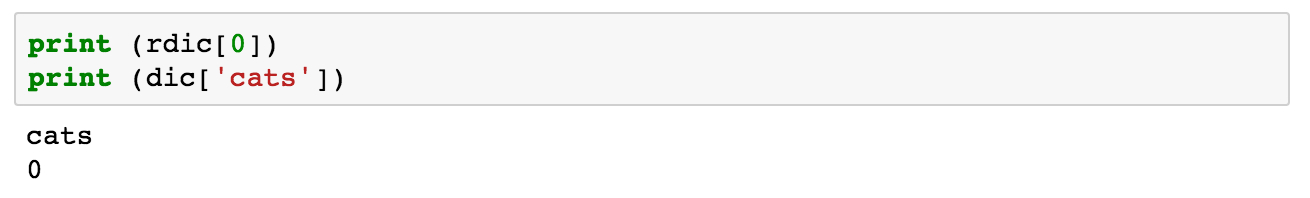 print (rdic[0])
print (dic['cats'])
cats
0